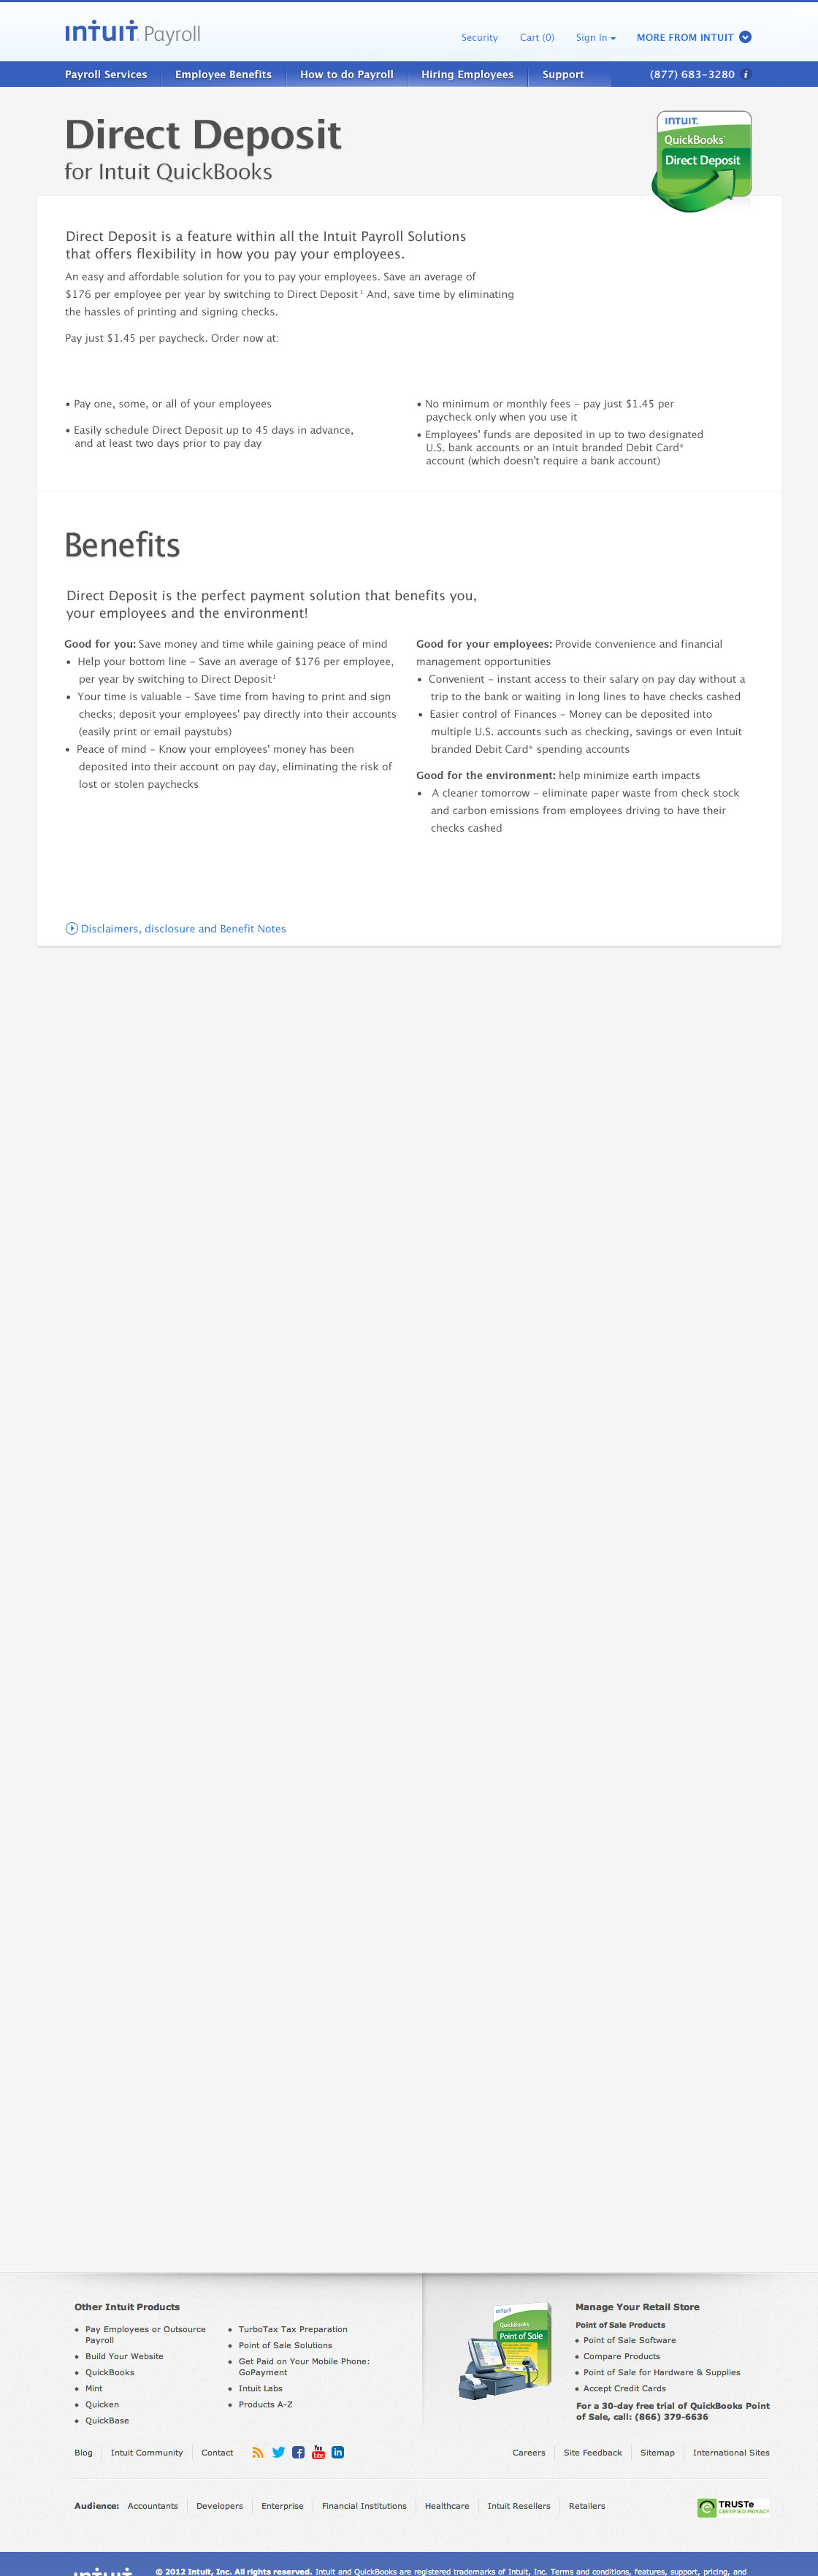 intuit Payroll
Security Cart (0) Sign In MORE FROM INTUIT
Payroll Services Employee Benefits How to do Payroll Hiring Employees Support (877) 683-3280 i
Direct Deposit
for Intuit QuickBooks
intuit
QuickBooks
Direct Deposit
Direct Deposit is a feature within all the Intuit Payroll Solutions
that offers flexibility in how you pay your employees.
An easy and affordable solution for you to pay your employees. Save an average of
$176 per employee per year by switching to Direct Deposit ¹ And, save time by eliminating
the hassles of printing and signing checks.
Pay just $1.45 per paycheck. Order now at:
• Pay one, some, or all of your employees
• Easily schedule Direct Deposit up to 45 days in advance,
and at least two days prior to pay day
• No minimum or monthly fees - pay just $1.45 per
paycheck only when you use it
• Employees' funds are deposited in up to two designated
U.S. bank accounts or an Intuit branded Debit Card*
account (which doesn't require a bank account)
Benefits
Direct Deposit is the perfect payment solution that benefits you,
your employees and the environment!
Good for you: Save money and time while gaining peace of mind
• Help your bottom line - Save an average of $176 per employee,
per year by switching to Direct Deposit¹
• Your time is valuable - Save time from having to print and sign
checks; deposit your employees' pay directly into their accounts
(easily print or email paystubs)
• Peace of mind - Know your employees' money has been
deposited into their account on pay day, eliminating the risk of
lost or stolen paychecks
Good for your employees: Provide convenience and financial
management opportunities
• Convenient - instant access to their salary on pay day without a
trip to the bank or waiting in long lines to have checks cashed
• Easier control of Finances - Money can be deposited into
multiple U.S. accounts such as checking, savings or even Intuit
branded Debit Card* spending accounts
Good for the environment: help minimize earth impacts
• A cleaner tomorrow - eliminate paper waste from check stock
and carbon emissions from employees driving to have their
checks cashed
Disclaimers, disclosure and Benefit Notes
Other Intuit Products
• Pay Employees or Outsource
Payroll
• Build Your Website
• QuickBooks
• Mint
• Quicken
• QuickBase
• TurboTax Tax Preparation
• Point of Sale Solutions
• Get Paid on Your Mobile Phone:
GoPayment
• Intuit Labs
• Products A-Z
intuit
QuickBooks
Point of Sale
Manage Your Retail Store
Point of Sale Products
• Point of Sale Software
• Compare Products
• Point of Sale for Hardware & Supplies
• Accept Credit Cards
For a 30-day free trial of QuickBooks Point
of Sale, call: (866) 379-6636
Blog Intuit Community Contact You Tube in Careers Site Feedback Sitemap International Sites
Audience: Accountants Developers Enterprise Financial Institutions Healthcare Intuit Resellers Retailers
TRUSTe
CERTIFIED PRIVACY
intuit
© 2012 Intuit, Inc. All rights reserved. Intuit and QuickBooks are registered trademarks of Intuit, Inc. Terms and conditions, features, support, pricing, and